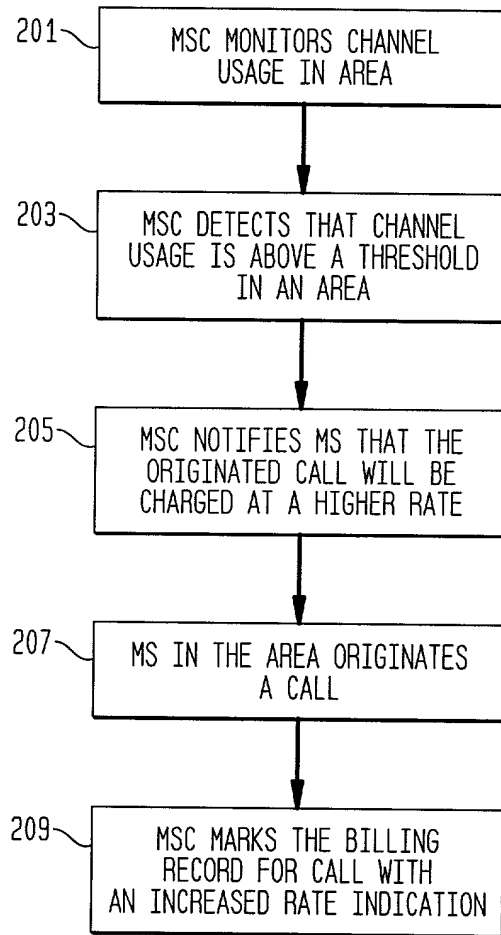 201
MSC MONITORS CHANNEL
USAGE IN AREA
203
MSC DETECTS THAT CHANNEL
USAGE IS ABOVE A THRESHOLD
IN AN AREA
205
MSC NOTIFIES MS THAT THE
ORIGINATED CALL WILL BE
CHARGED AT A HIGHER RATE
207
MS IN THE AREA ORIGINATES
A CALL
209
MSC MARKS THE BILLING
RECORD FOR CALL WITH
AN INCREASED RATE INDICATION